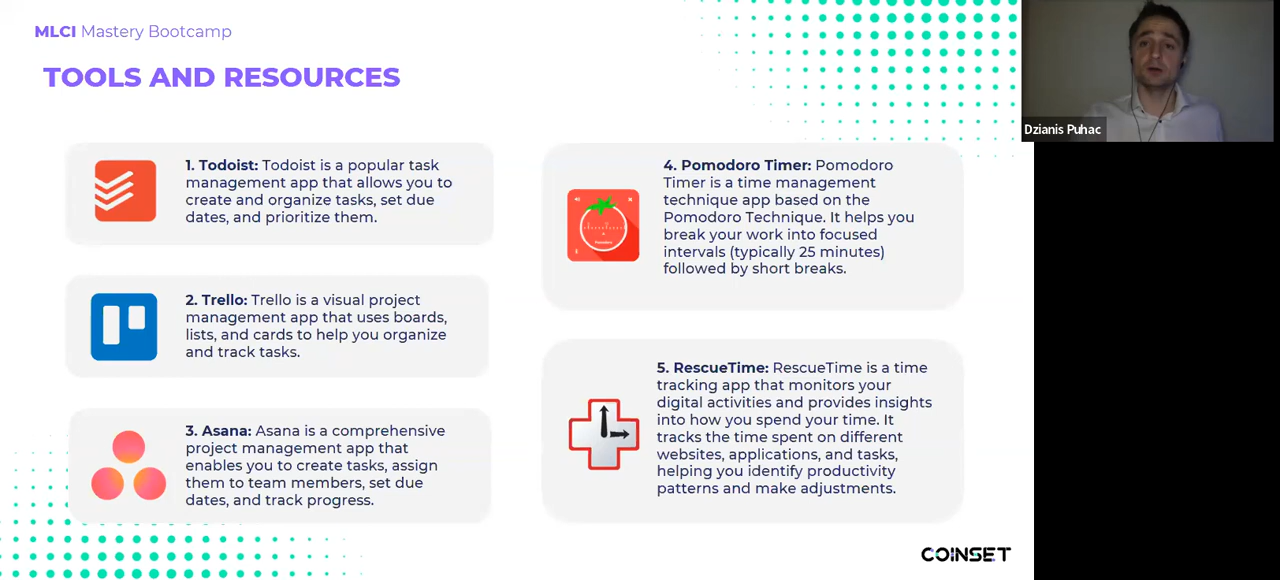 MLCI Mastery Bootcamp
TOOLS AND RESOURCES
1. Todoist: Todoist is a popular task
management app that allows you to
create and organize tasks, set due
dates, and prioritize them.
2. Trello: Trello is a visual project
management app that uses boards,
lists, and cards to help you organize
and track tasks.
3. Asana: Asana is a comprehensive
project management app that
enables you to create tasks, assign
them to team members, set due
dates, and track progress.
4. Pomodoro Timer: Pomodoro
Timer is a time management
technique app based on the
Pomodoro Technique. It helps you
break your work into focused
intervals (typically 25 minutes)
followed by short breaks.
Pomodoro
5. RescueTime: RescueTime is a time
tracking app that monitors your
digital activities and provides insights
into how you spend your time. It
tracks the time spent on different
websites, applications, and tasks,
helping you identify productivity
patterns and make adjustments.
COINSET
Dzianis Puhac